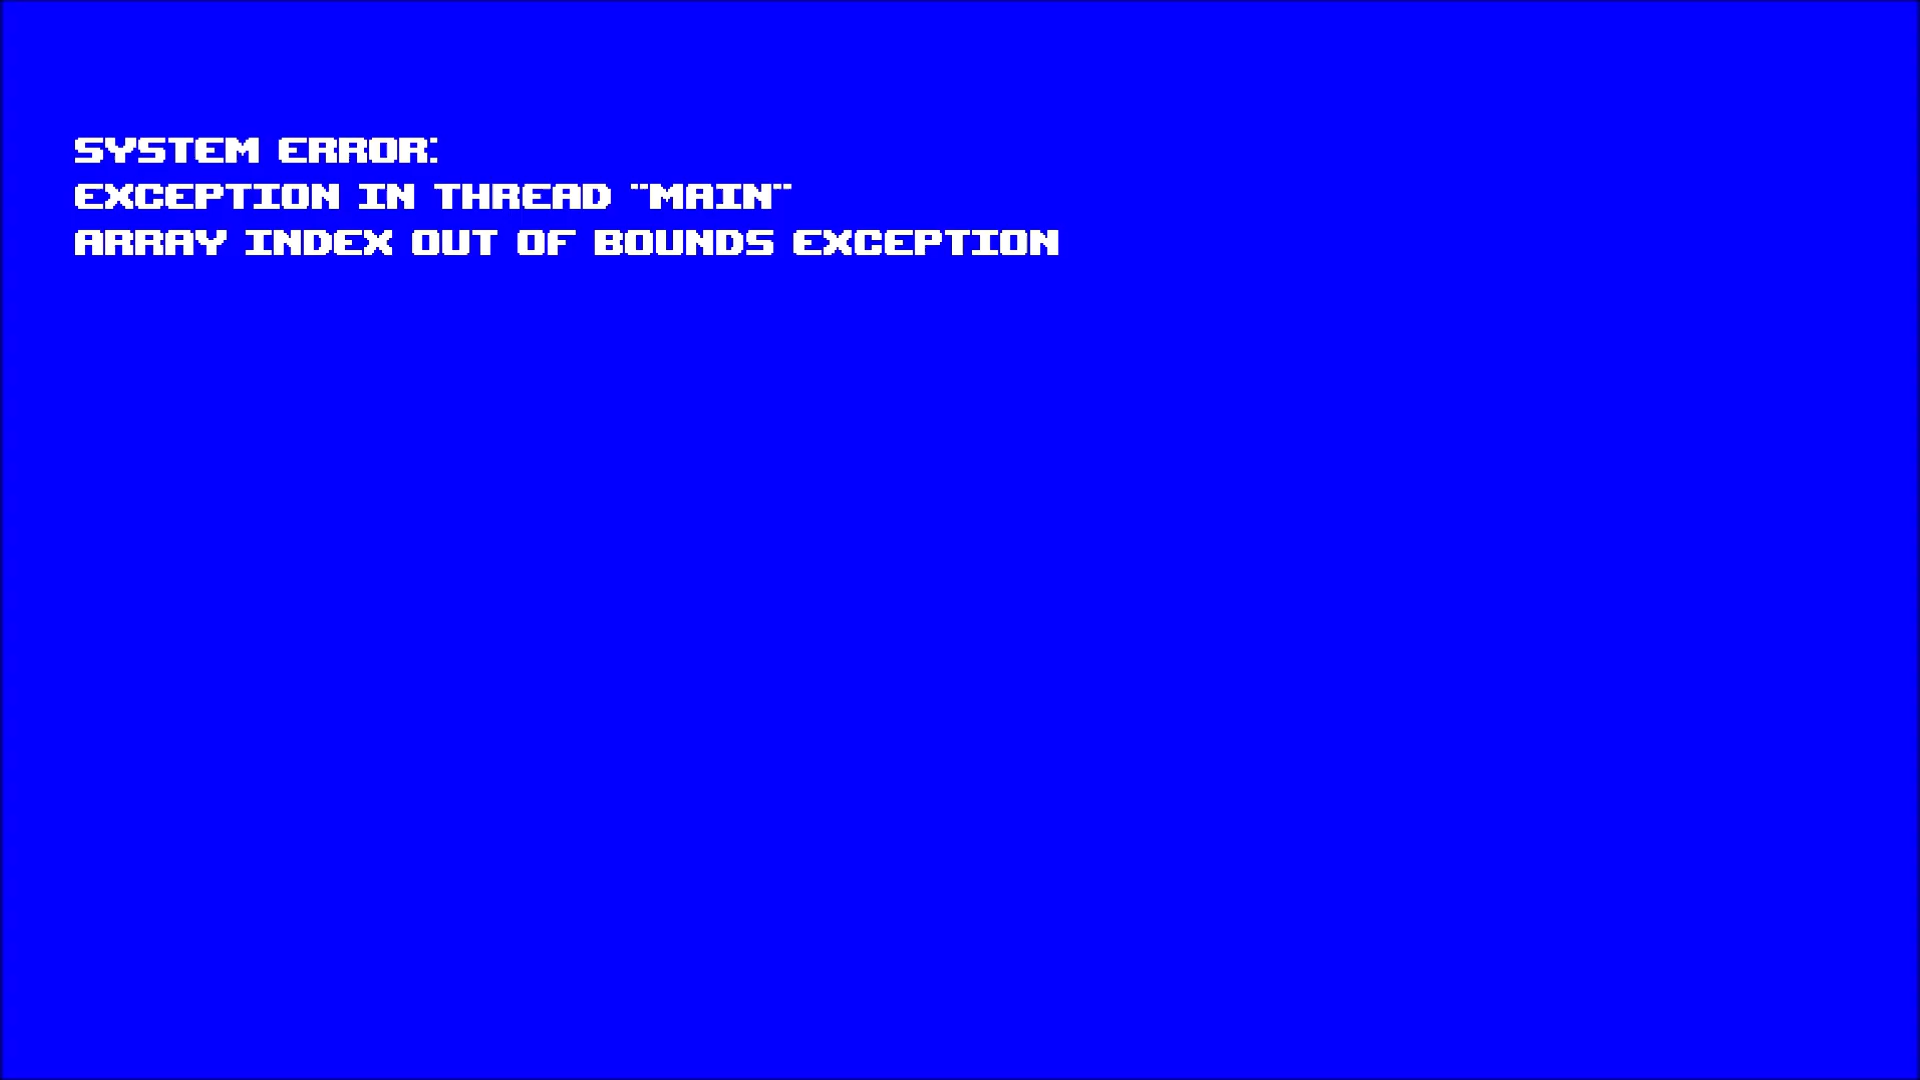 SYSTEM ERROR:
EXCEPTION IN THREAD "MAIN"
ARRAY INDEX OUT OF BOUNDS EXCEPTION